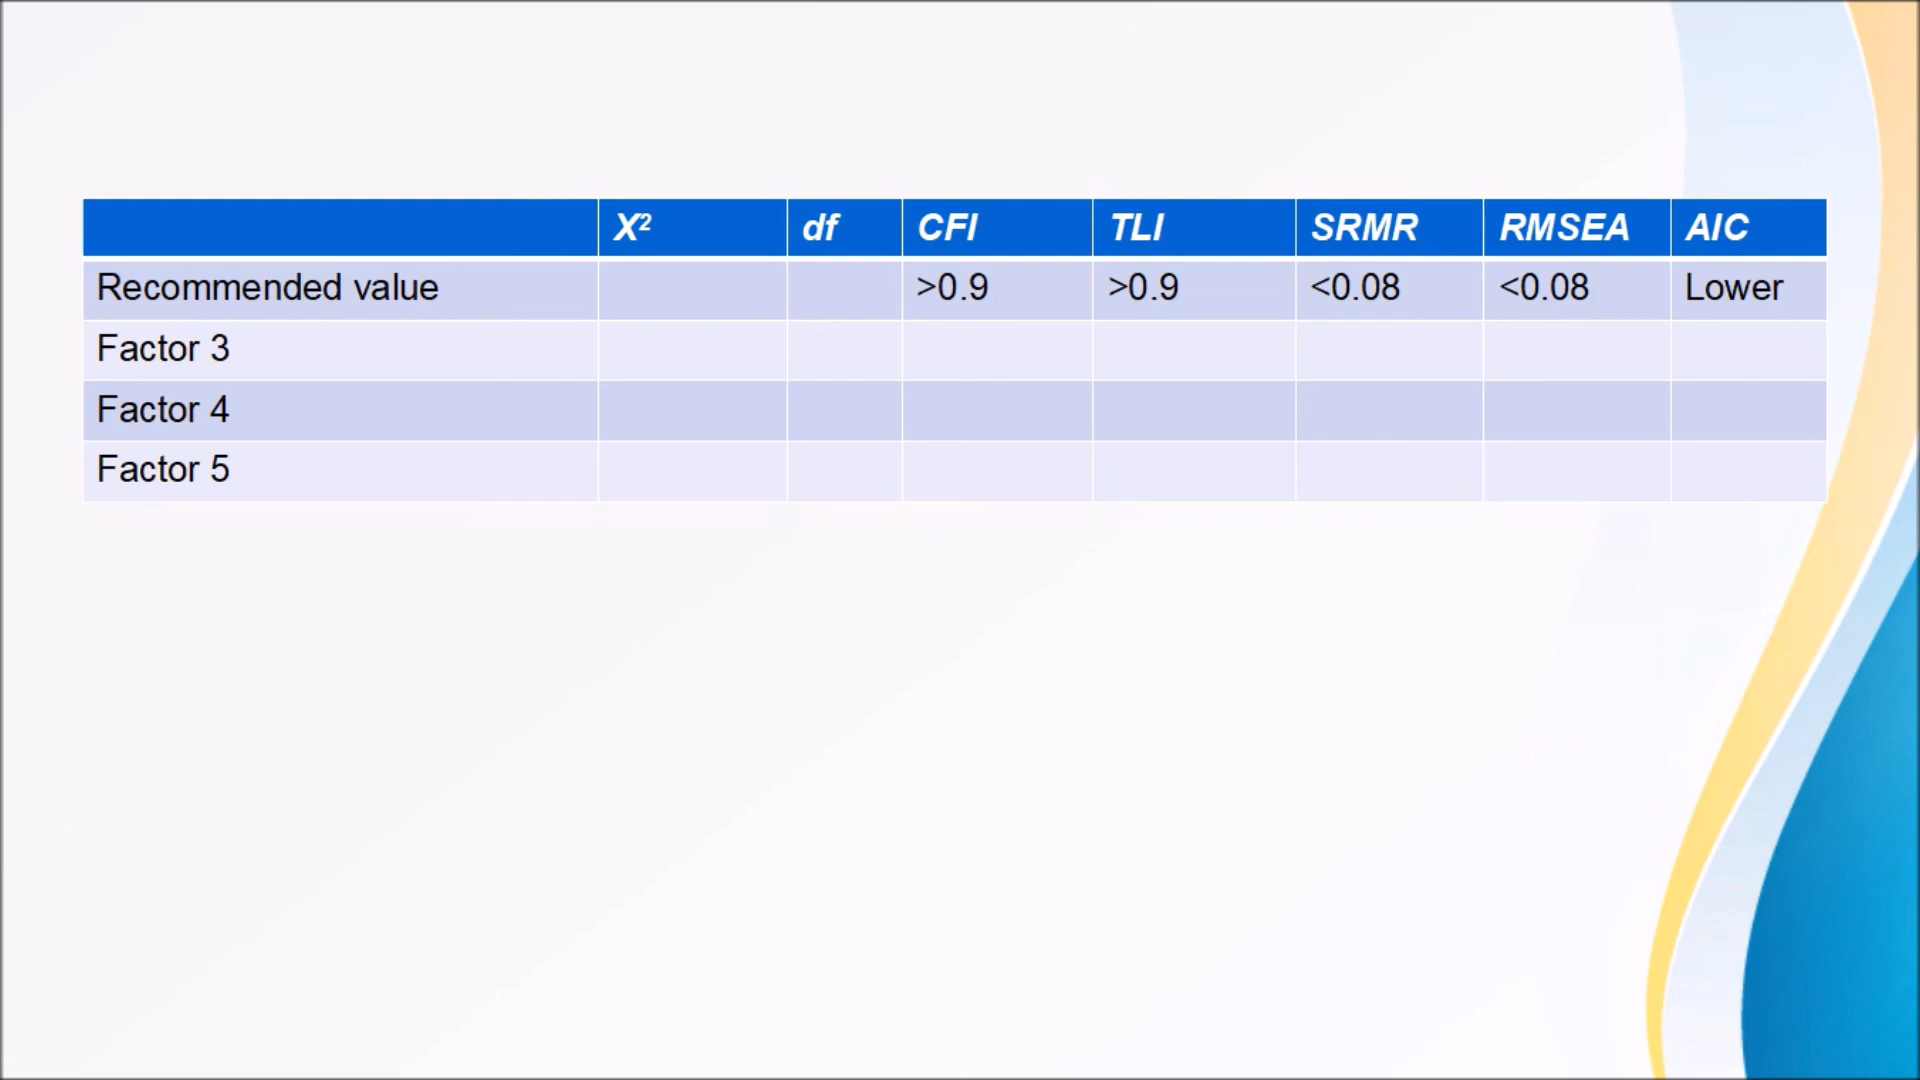 X² df CFI TLI SRMR RMSEA AIC
Recommended value >0.9 >0.9 <0.08 <0.08 Lower
Factor 3
Factor 4
Factor 5